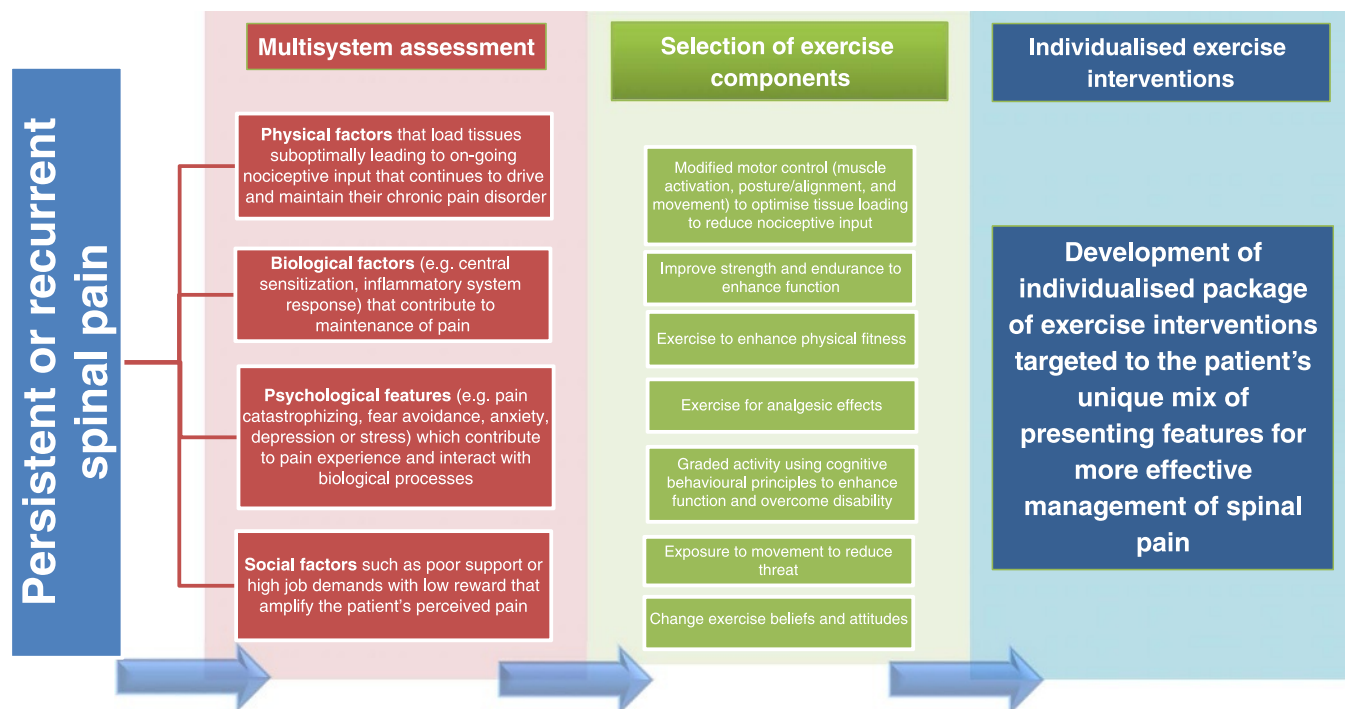 Persistent or recurrent
spinal pain
Multisystem assessment
Physical factors that load tissues
suboptimally leading to on-going
nociceptive input that continues to drive
and maintain their chronic pain disorder
Biological factors (e.g. central
sensitization, inflammatory system
response) that contribute to
maintenance of pain
Psychological features (e.g. pain
catastrophizing, fear avoidance, anxiety,
depression or stress) which contribute
to pain experience and interact with
biological processes
Social factors such as poor support or
high job demands with low reward that
amplify the patient’s perceived pain
Selection of exercise
components
Modified motor control (muscle
activation, posture/alignment, and
movement) to optimise tissue loading
to reduce nociceptive input
Improve strength and endurance to
enhance function
Exercise to enhance physical fitness
Exercise for analgesic effects
Graded activity using cognitive
behavioural principles to enhance
function and overcome disability
Exposure to movement to reduce
threat
Change exercise beliefs and attitudes
Individualised exercise
interventions
Development of
individualised package
of exercise interventions
targeted to the patient’s
unique mix of
presenting features for
more effective
management of spinal
pain